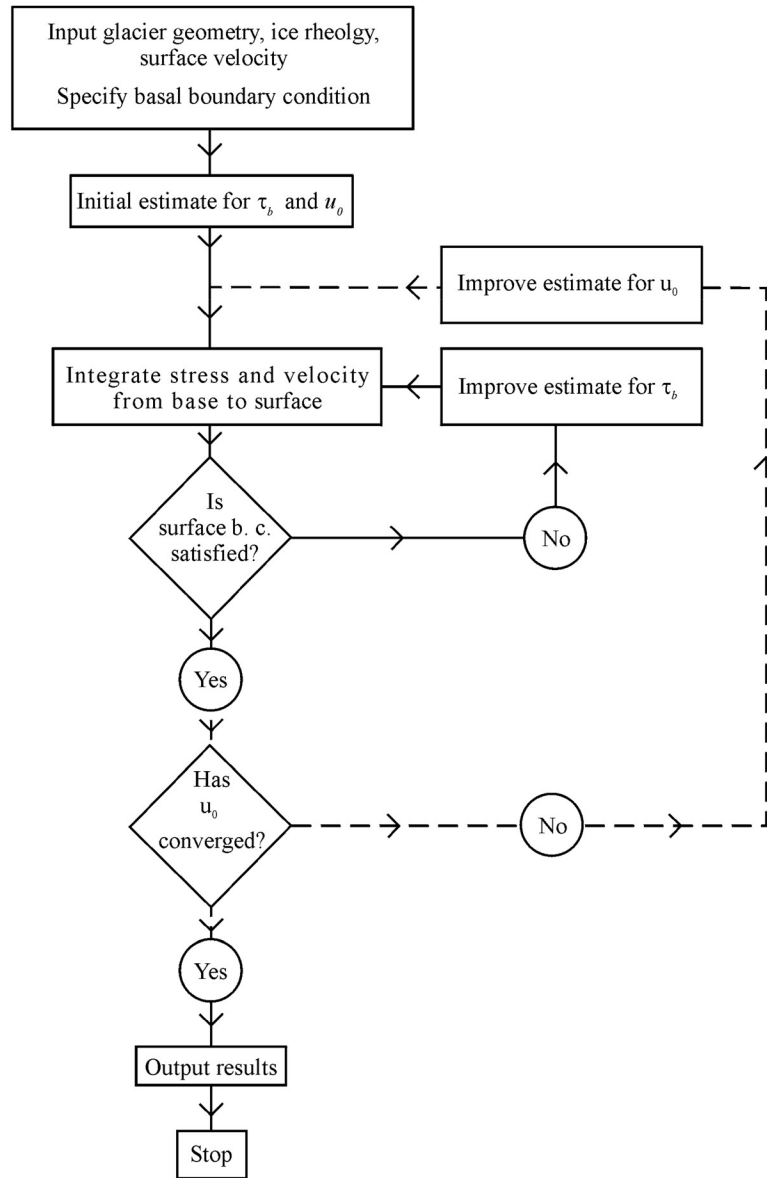 Input glacier geometry, ice rheolgy,
surface velocity
Specify basal boundary condition
Initial estimate for τb and u0
Improve estimate for u0
Integrate stress and velocity
from base to surface
Improve estimate for τb
Is
surface b. c.
satisfied?
No
Yes
Has
u0
converged?
No
Yes
Output results
Stop